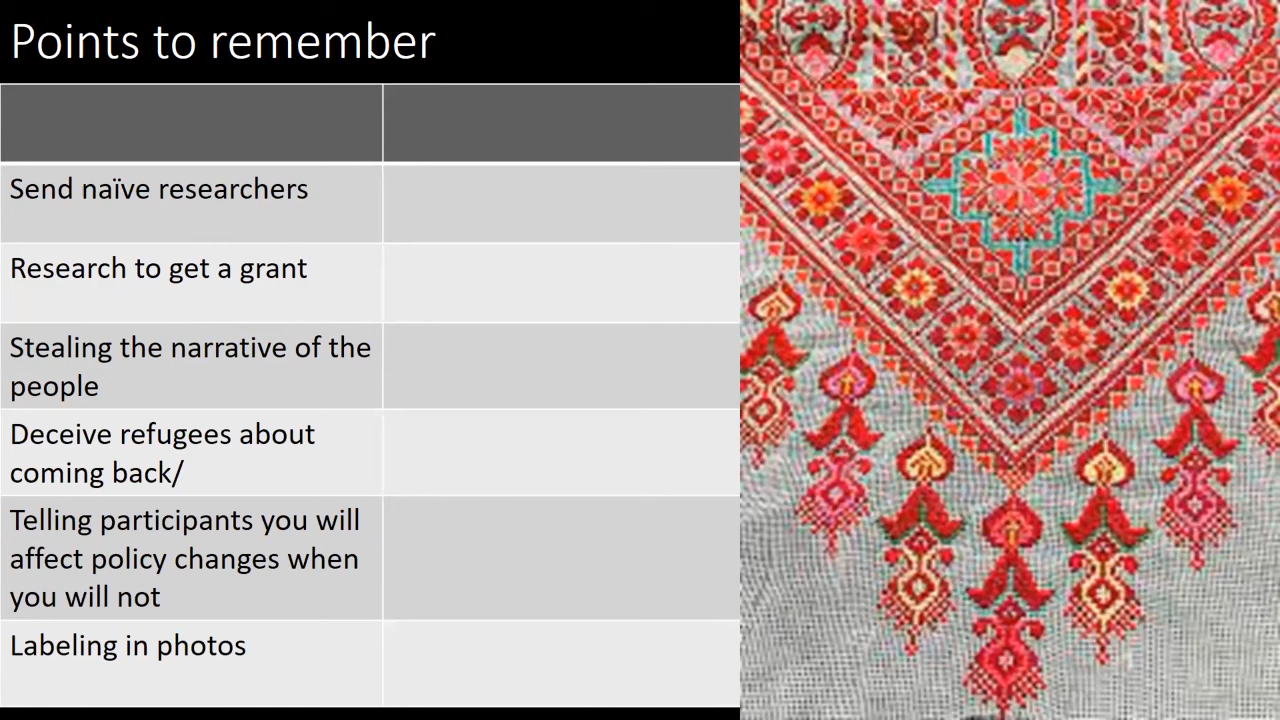 Points to remember
Send naïve researchers
Research to get a grant
Stealing the narrative of the
people
Deceive refugees about
coming back/
Telling participants you will
affect policy changes when
you will not
Labeling in photos